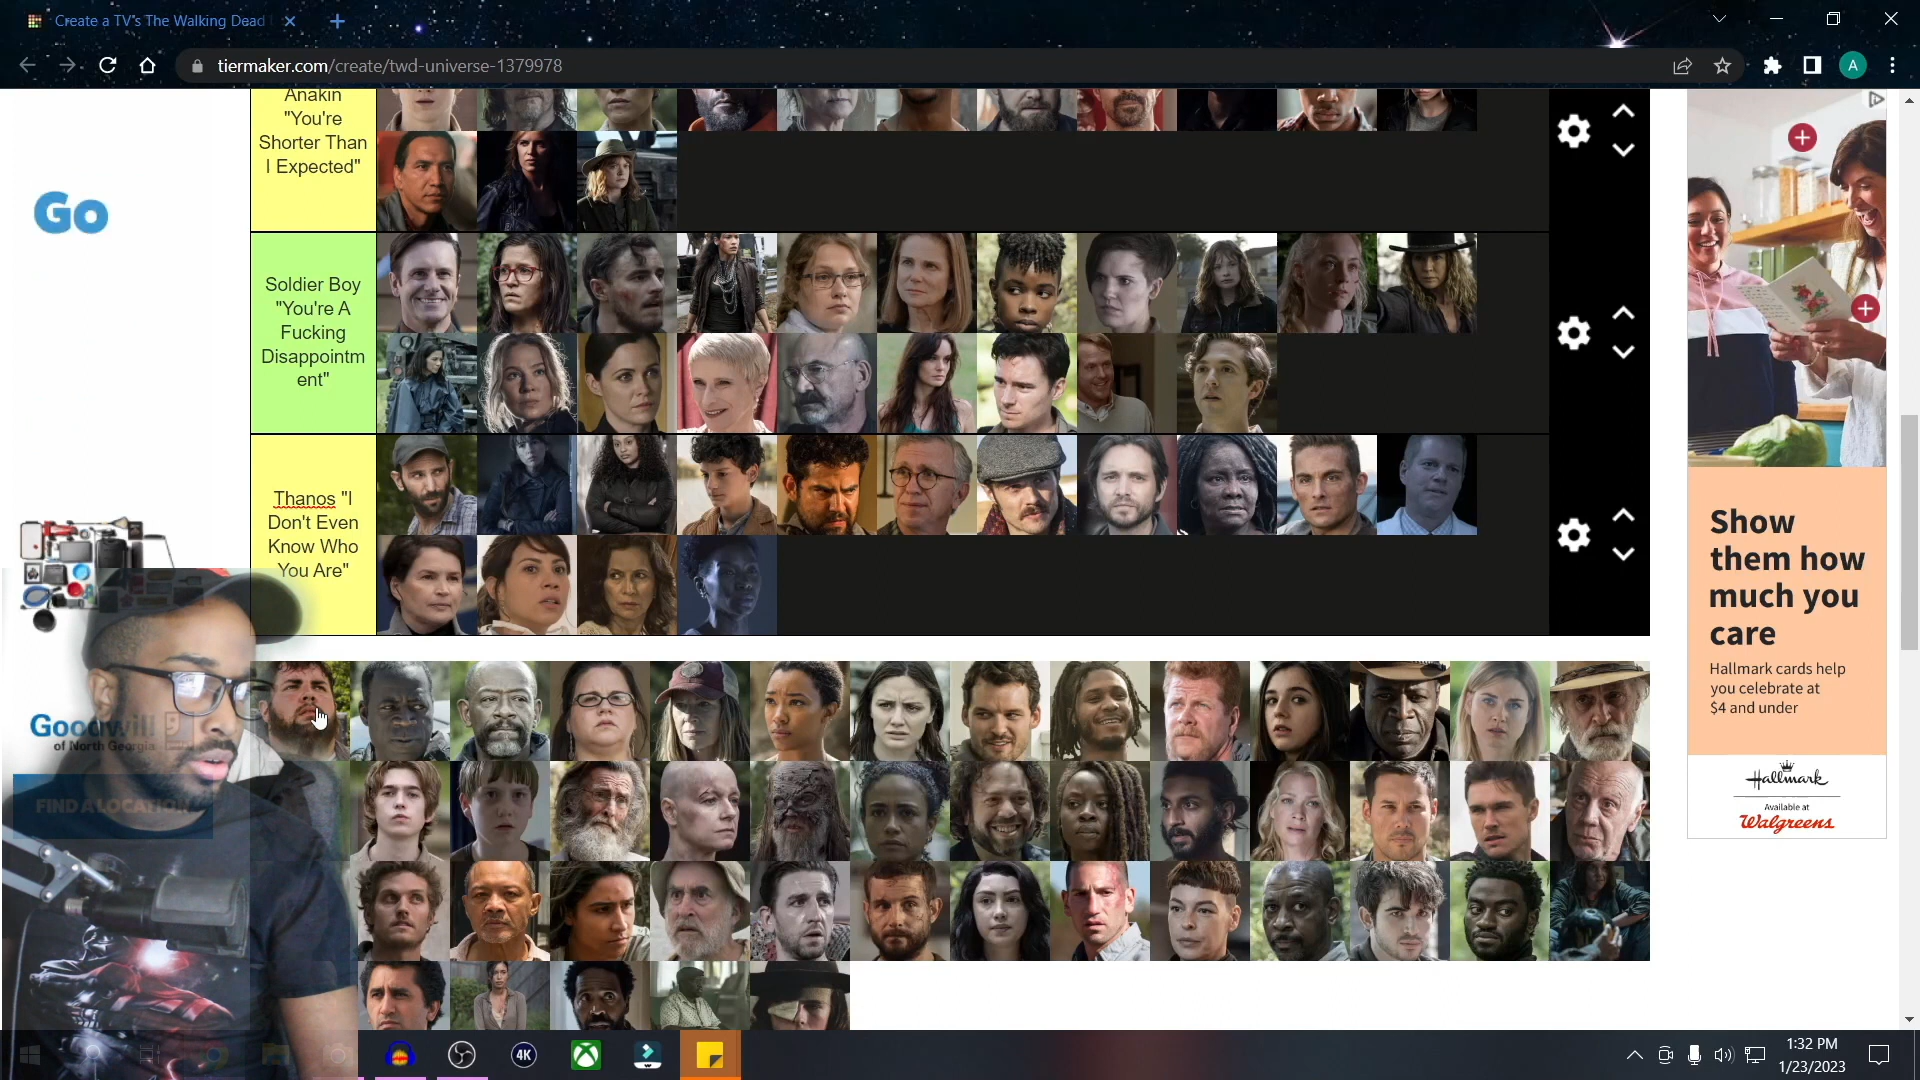 Create a TV's The Walking Dead
tiermaker.com/create/twd-universe-1379978
A
Anakin
"You're
Shorter Than
I Expected"
Go
Soldier Boy
"You're A
Fucking
Disappointm
ent"
Thanos "I
Don't Even
Know Who
You Are"
Goodwill
of North Georgia
FIND A LOCATION
Show
them how
much you
care
Hallmark cards help
you celebrate at
$4 and under
Hallmark
Available at
Walgreens
4K
1:32 PM
1/23/2023